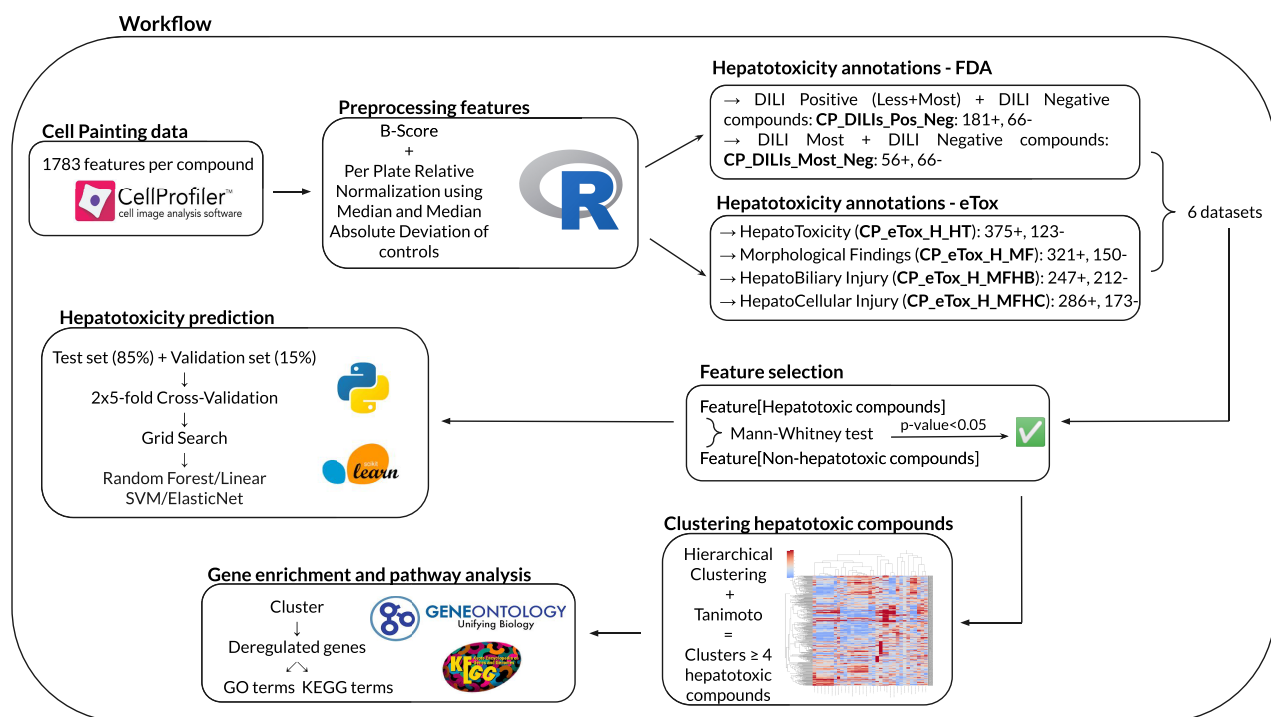 Workflow
Cell Painting data
1783 features per compound
CellProfiler™
cell image analysis software
Preprocessing features
B-Score
+
Per Plate Relative
Normalization using
Median and Median
Absolute Deviation of
controls
R
Hepatotoxicity annotations - FDA
→ DILI Positive (Less+Most) + DILI Negative
compounds: CP_DILIs_Pos_Neg: 181+, 66-
→ DILI Most + DILI Negative compounds:
CP_DILIs_Most_Neg: 56+, 66-
Hepatotoxicity annotations - eTox
→ HepatoToxicity (CP_eTox_H_HT): 375+, 123-
→ Morphological Findings (CP_eTox_H_MF): 321+, 150-
→ HepatoBiliary Injury (CP_eTox_H_MFHB): 247+, 212-
→ HepatoCellular Injury (CP_eTox_H_MFHC): 286+, 173-
6 datasets
Hepatotoxicity prediction
Test set (85%) + Validation set (15%)
↓
2x5-fold Cross-Validation
↓
Grid Search
↓
Random Forest/Linear
SVM/ElasticNet
scikit
learn
Feature selection
Feature[Hepatotoxic compounds]
Mann-Whitney test
p-value<0.05
Feature[Non-hepatotoxic compounds]
Clustering hepatotoxic compounds
Hierarchical
Clustering
+
Tanimoto
=
Clusters ≥ 4
hepatotoxic
compounds
Gene enrichment and pathway analysis
Cluster
↓
Deregulated genes
GO terms KEGG terms
go
GENEONTOLOGY
Unifying Biology
KEGG